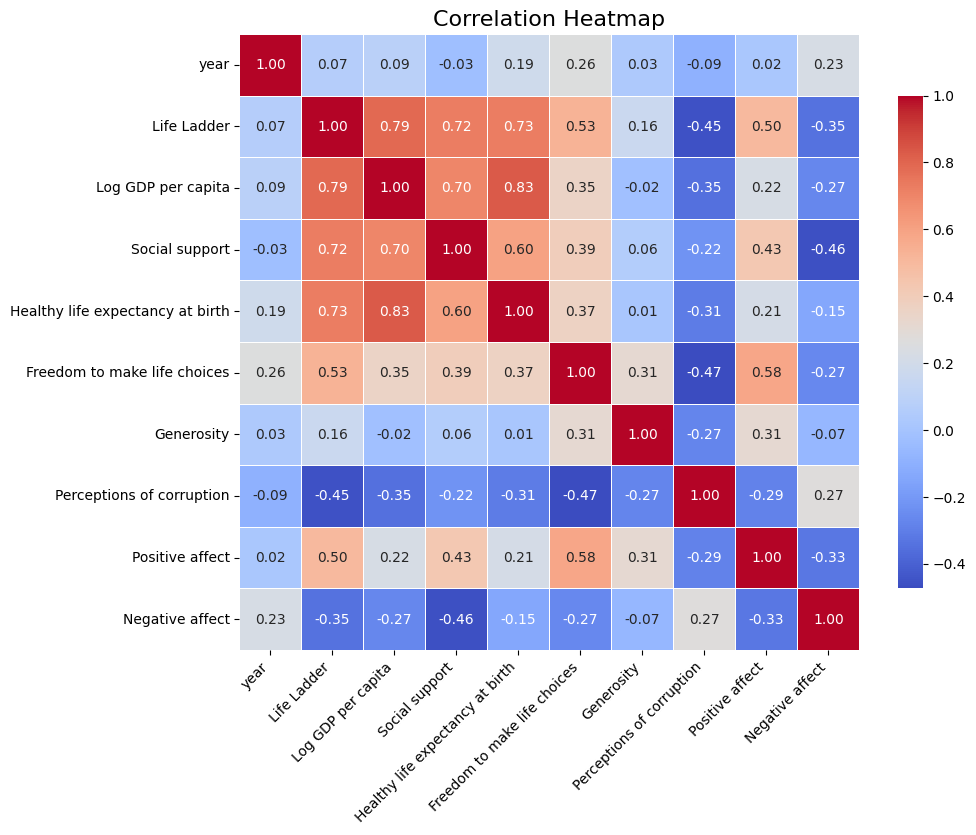 Correlation Heatmap
year 1.00 0.07 0.09 -0.03 0.19 0.26 0.03 -0.09 0.02 0.23
Life Ladder 0.07 1.00 0.79 0.72 0.73 0.53 0.16 -0.45 0.50 -0.35
Log GDP per capita 0.09 0.79 1.00 0.70 0.83 0.35 -0.02 -0.35 0.22 -0.27
Social support -0.03 0.72 0.70 1.00 0.60 0.39 0.06 -0.22 0.43 -0.46
Healthy life expectancy at birth 0.19 0.73 0.83 0.60 1.00 0.37 0.01 -0.31 0.21 -0.15
Freedom to make life choices 0.26 0.53 0.35 0.39 0.37 1.00 0.31 -0.47 0.58 -0.27
Generosity 0.03 0.16 -0.02 0.06 0.01 0.31 1.00 -0.27 0.31 -0.07
Perceptions of corruption -0.09 -0.45 -0.35 -0.22 -0.31 -0.47 -0.27 1.00 -0.29 0.27
Positive affect 0.02 0.50 0.22 0.43 0.21 0.58 0.31 -0.29 1.00 -0.33
Negative affect 0.23 -0.35 -0.27 -0.46 -0.15 -0.27 -0.07 0.27 -0.33 1.00
year
Life Ladder
Log GDP per capita
Social support
Healthy life expectancy at birth
Freedom to make life choices
Generosity
Perceptions of corruption
Positive affect
Negative affect
1.0
0.8
0.6
0.4
0.2
0.0
−0.2
−0.4